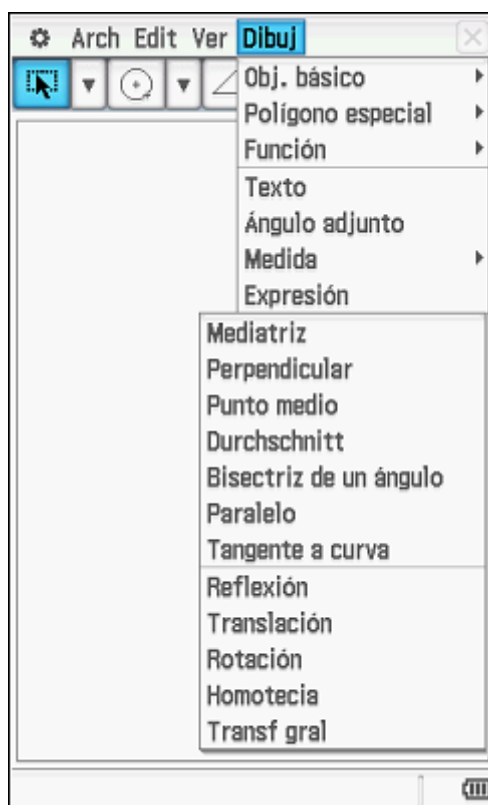 Arch Edit Ver Dibuj
Obj. básico
Polígono especial
Función
Texto
Ángulo adjunto
Medida
Expresión
Mediatriz
Perpendicular
Punto medio
Durchschnitt
Bisectriz de un ángulo
Paralelo
Tangente a curva
Reflexión
Translación
Rotación
Homotecia
Transf gral